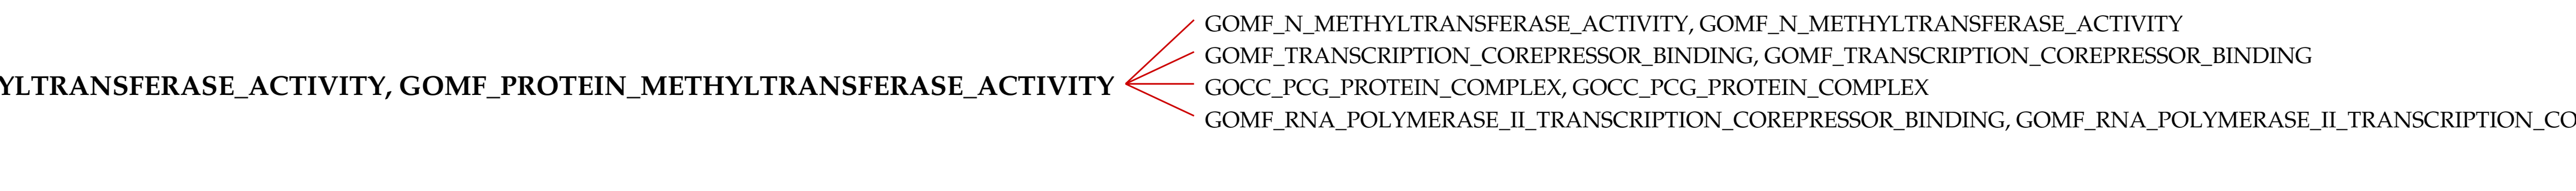 GOMF_N_METHYLTRANSFERASE_ACTIVITY, GOMF_N_METHYLTRANSFERASE_ACTIVITY
GOMF_TRANSCRIPTION_COREPRESSOR_BINDING, GOMF_TRANSCRIPTION_COREPRESSOR_BINDING
YLTRANSFERASE_ACTIVITY, GOMF_PROTEIN_METHYLTRANSFERASE_ACTIVITY
GOCC_PCG_PROTEIN_COMPLEX, GOCC_PCG_PROTEIN_COMPLEX
GOMF_RNA_POLYMERASE_II_TRANSCRIPTION_COREPRESSOR_BINDING, GOMF_RNA_POLYMERASE_II_TRANSCRIPTION_CO